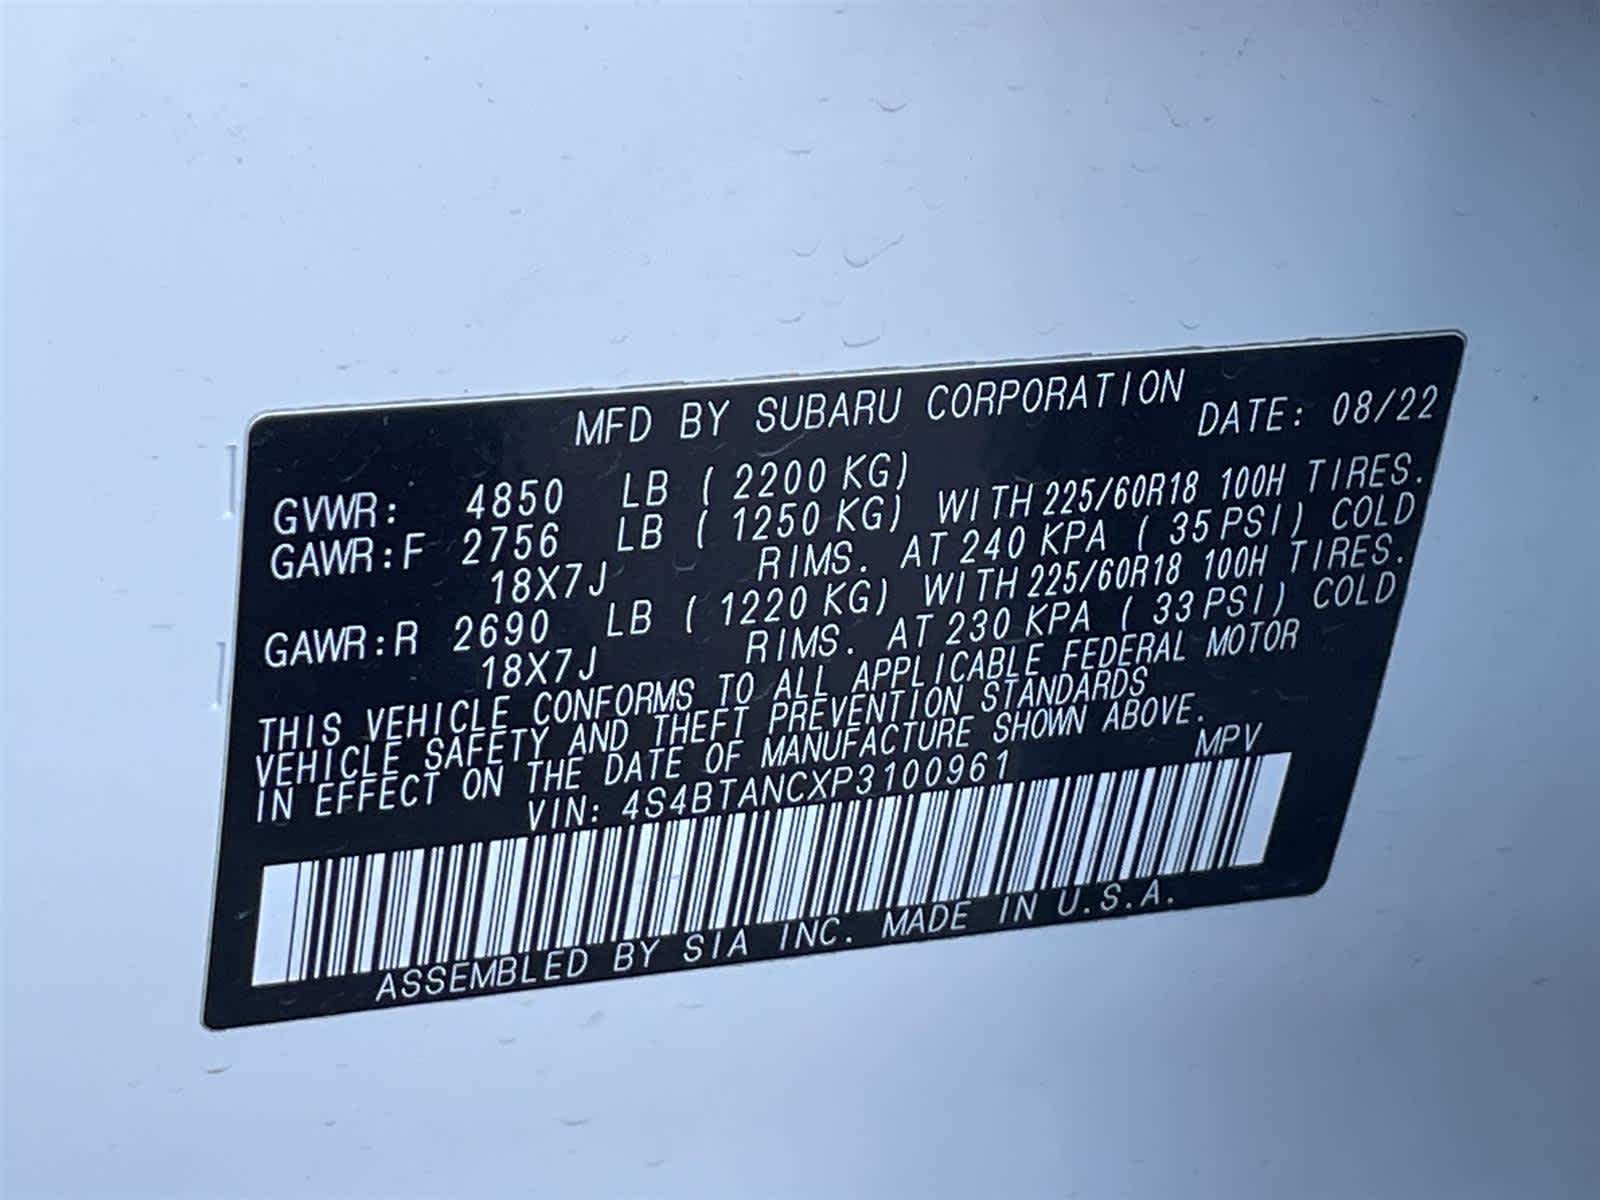 MFD BY SUBARU CORPORATION DATE: 08/22
GVWR: 4850 LB ( 2200 KG)
GAWR:F 2756 LB ( 1250 KG) WITH 225/60R18 100H TIRES.
18X7J RIMS. AT 240 KPA ( 35 PSI) COLD
GAWR:R 2690 LB ( 1220 KG) WITH 225/60R18 100H TIRES.
18X7J RIMS. AT 230 KPA ( 33 PSI) COLD
THIS VEHICLE CONFORMS TO ALL APPLICABLE FEDERAL MOTOR
VEHICLE SAFETY AND THEFT PREVENTION STANDARDS
IN EFFECT ON THE DATE OF MANUFACTURE SHOWN ABOVE.
VIN: 4S4BTANCXP3100961 MPV
ASSEMBLED BY SIA INC. MADE IN U.S.A.